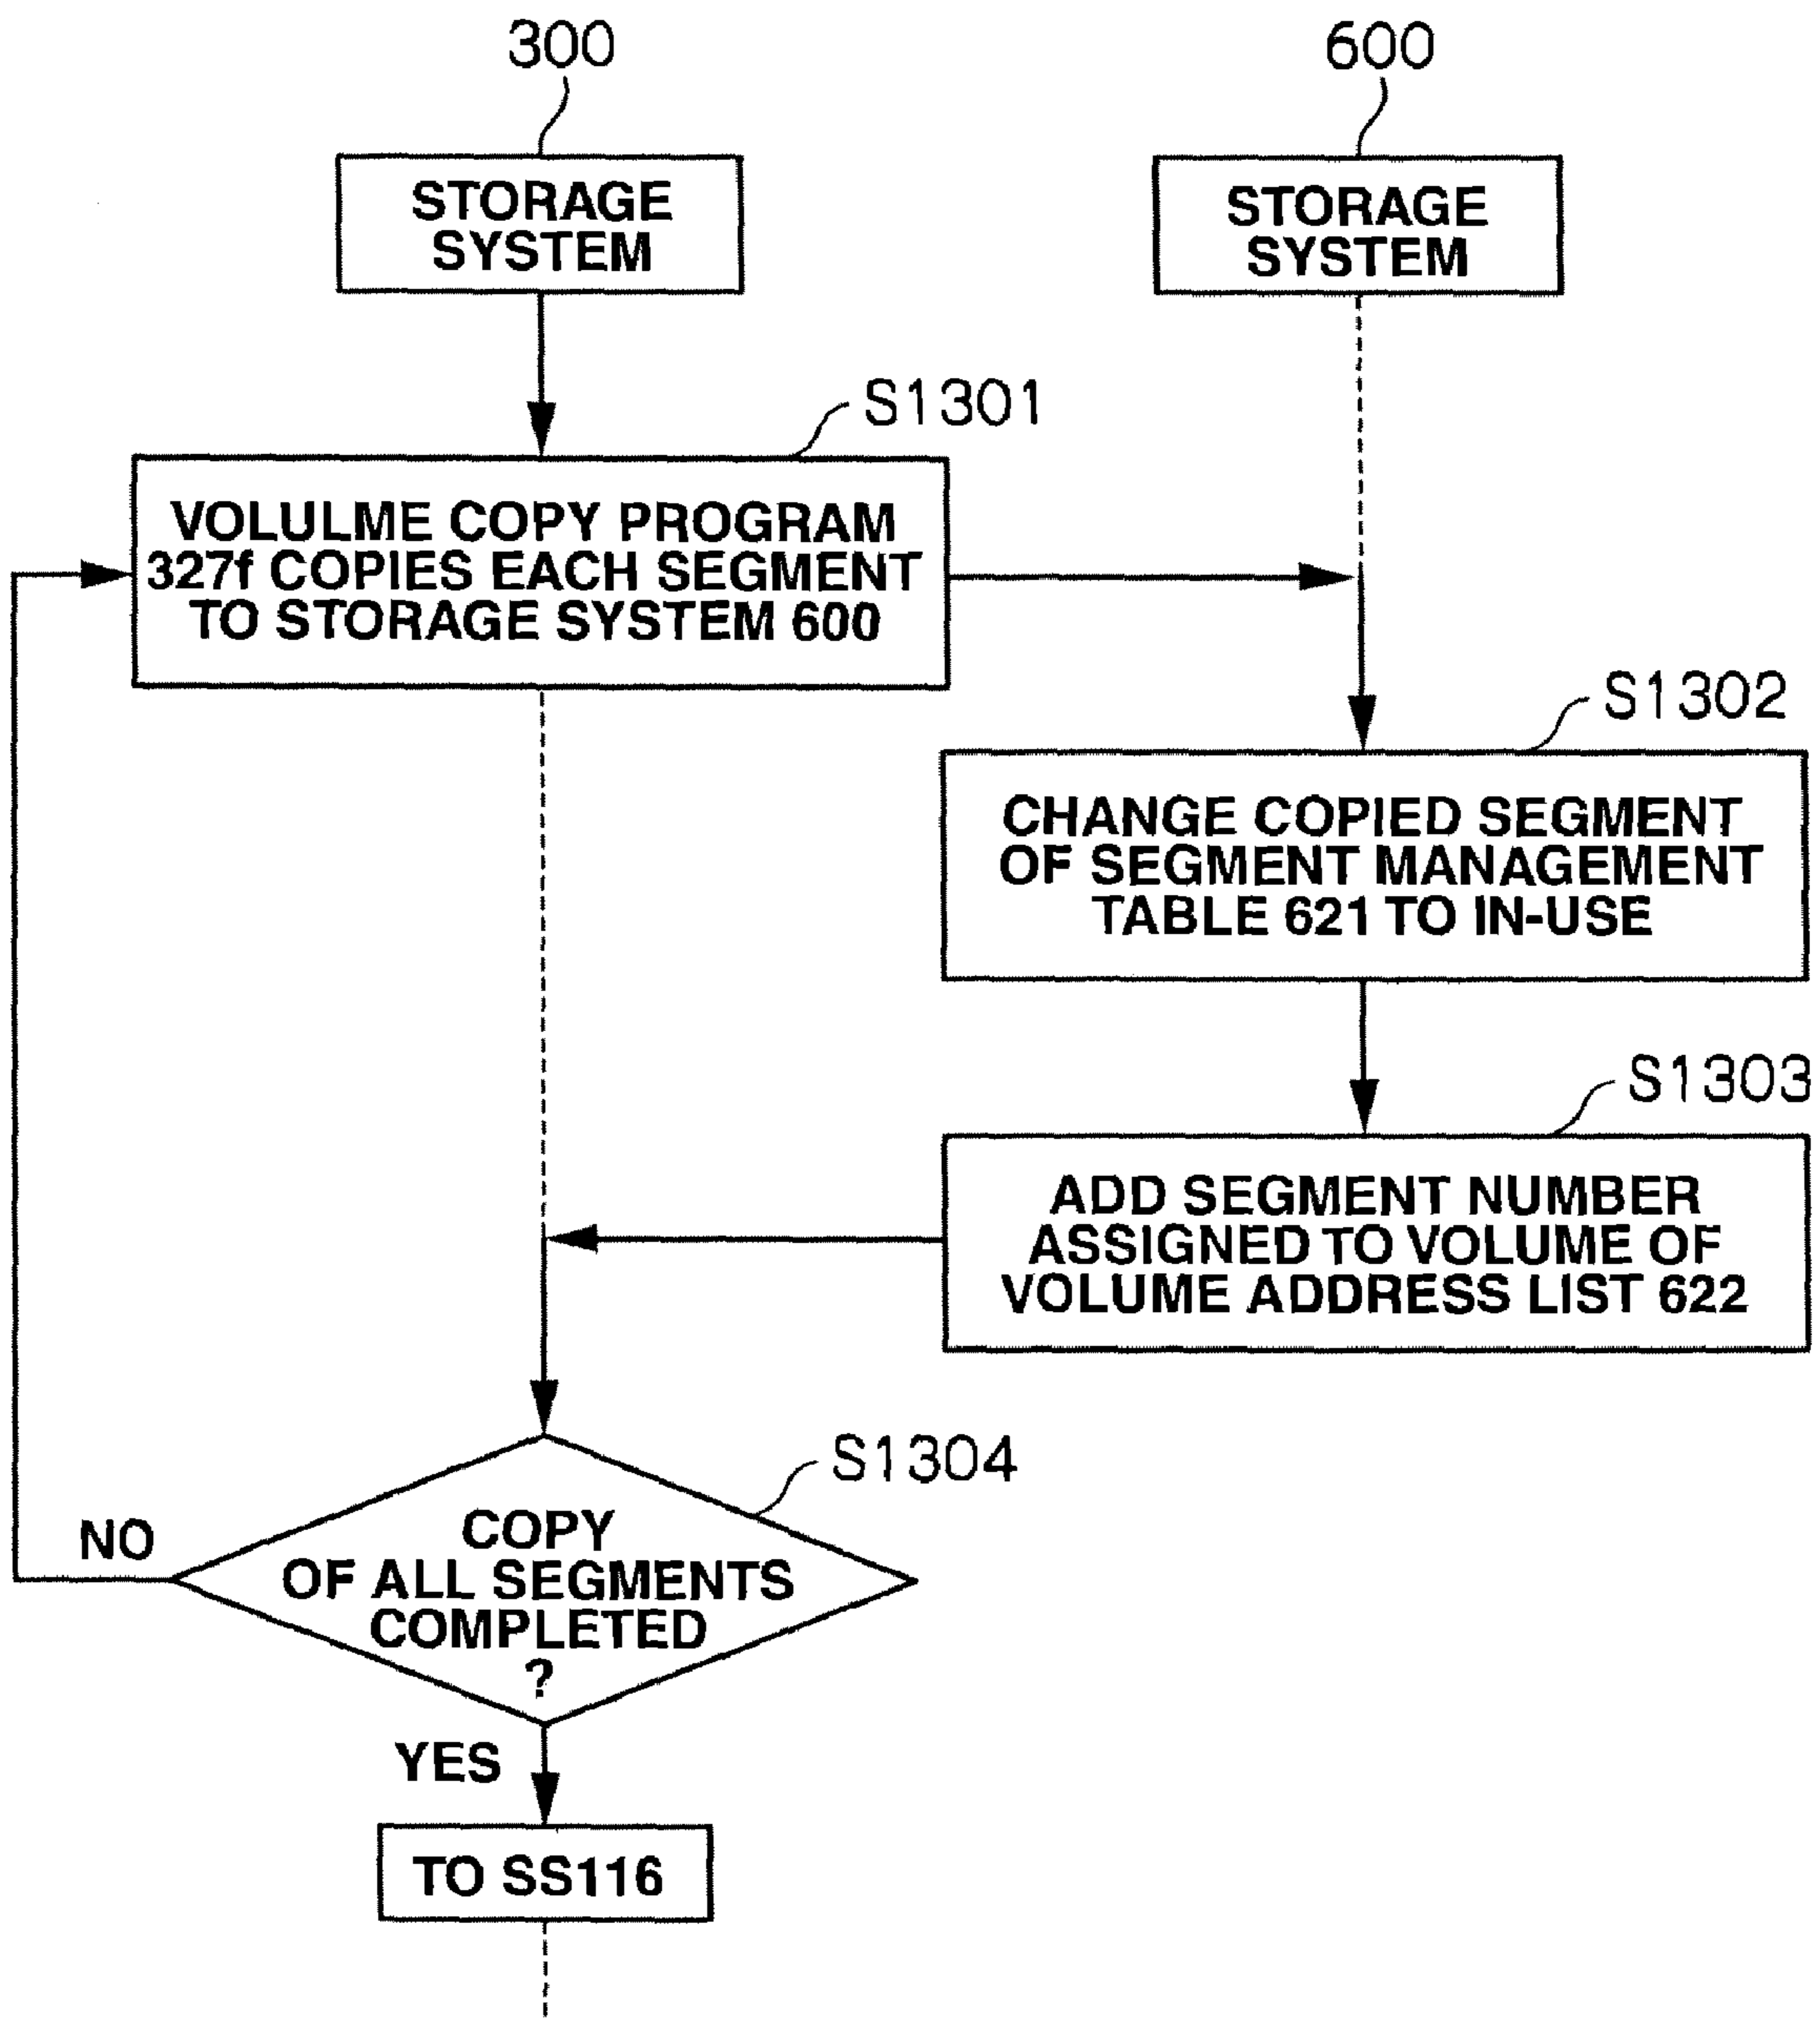 300
600
STORAGE
SYSTEM
STORAGE
SYSTEM
S1301
VOLULME COPY PROGRAM
327f COPIES EACH SEGMENT
TO STORAGE SYSTEM 600
S1302
CHANGE COPIED SEGMENT
OF SEGMENT MANAGEMENT
TABLE 621 TO IN-USE
S1303
ADD SEGMENT NUMBER
ASSIGNED TO VOLUME OF
VOLUME ADDRESS LIST 622
S1304
NO
COPY
OF ALL SEGMENTS
COMPLETED
?
YES
TO SS116